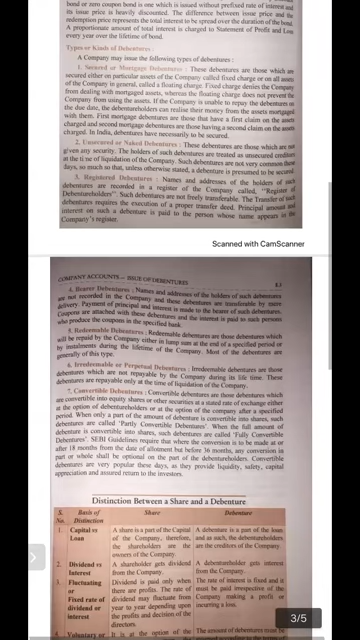 bond or zero coupon bond is one which is issued without prefixed rate of interest and
its issue price is heavily discounted. The difference between issue price and the
redemption price represents the total interest to be spread over the duration of the bond.
A proportionate amount of total interest is charged to Statement of Profit and Loss
every year over the lifetime of bond.
Types or Kinds of Debentures :
A Company may issue the following types of debentures :
1. Secured or Mortgage Debentures : These debentures are those which are
secured either on particular assets of the Company called fixed charge or on all assets
of the Company in general, called a floating charge. Fixed charge denies the Company
from dealing with mortgaged assets, whereas the floating charge does not prevent the
Company from using the assets. If the Company is unable to repay the debentures on
the due date, the debentureholders can realise their money from the assets mortgaged
with them. First mortgage debentures are those that have a first claim on the assets
charged and second mortgage debentures are those having a second claim on the assets
charged. In India, debentures have necessarily to be secured.
2. Unsecured or Naked Debentures : These debentures are those which are not
given any security. The holders of such debentures are treated as unsecured creditors
at the time of liquidation of the Company. Such debentures are not very common these
days, so much so that, unless otherwise stated, a debenture is presumed to be secured.
3. Registered Debentures : Names and addresses of the holders of such
debentures are recorded in a register of the Company called, "Register of
Debentureholders". Such debentures are not freely transferable. The Transfer of such
debentures requires the execution of a proper transfer deed. Principal amount and
interest on such a debenture is paid to the person whose name appears in the
Company's register.
Scanned with CamScanner
COMPANY ACCOUNTS — ISSUE OF DEBENTURES
8.3
4. Bearer Debentures : Names and addresses of the holders of such debentures
are not recorded in the Company and these debentures are transferable by mere
delivery. Payment of principal and interest is made to the bearer of such debentures.
Coupons are attached with these debentures and the interest is paid to such persons
who produce the coupons in the specified bank.
5. Redeemable Debentures : Redeemable debentures are those debentures which
will be repaid by the Company either in lump sum at the end of a specified period or
by instalments during the lifetime of the Company. Most of the debentures are
generally of this type.
6. Irredeemable or Perpetual Debentures : Irredeemable debentures are those
debentures which are not repayable by the Company during its life time. These
debentures are repayable only at the time of liquidation of the Company.
7. Convertible Debentures : Convertible debentures are those debentures which
are convertible into equity shares or other securities at a stated rate of exchange either
at the option of debentureholders or at the option of the company after a specified
period. When only a part of the amount of debenture is convertible into shares, such
debentures are called 'Partly Convertible Debentures'. When the full amount of
debenture is convertible into shares, such debentures are called 'Fully Convertible
Debentures'. SEBI Guidelines require that where the conversion is to be made at or
after 18 months from the date of allotment but before 36 months, any conversion in
part or whole shall be optional on the part of the debentureholders. Convertible
debentures are very popular these days, as they provide liquidity, safety, capital
appreciation and assured return to the investors.
Distinction Between a Share and a Debenture
S. No. Basis of Distinction Share Debenture
1. Capital vs A share is a part of the Capital A debenture is a part of the loan
Loan of the Company, therefore, and as such, the debentureholders
the shareholders are the are the creditors of the Company.
owners of the Company.
2. Dividend vs A shareholder gets dividend A debentureholder gets interest
Interest from the Company. from the Company.
3. Fluctuating Dividend is paid only when The rate of interest is fixed and it
or there are profits. The rate of must be paid irrespective of the
Fixed rate of dividend may fluctuate from Company making a profit or
dividend or year to year depending upon incurring a loss.
interest the profits and decision of the
directors.
4. Voluntary or It is at the option of the The amount of debentures must be
3/5